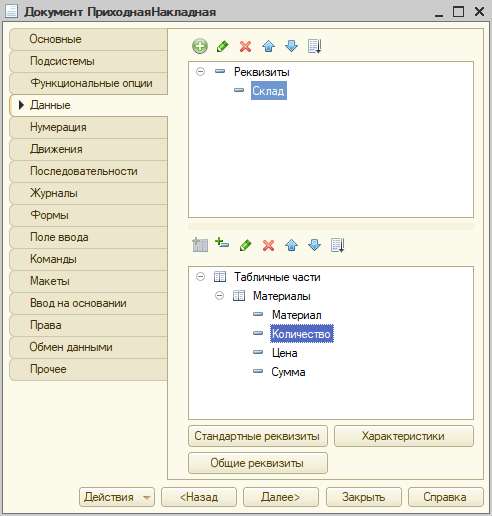 Документ ПриходнаяНакладная
Основные
Подсистемы
Функциональные опции
Данные
Нумерация
Движения
Последовательности
Журналы
Формы
Поле ввода
Команды
Макеты
Ввод на основании
Права
Обмен данными
Прочее
Реквизиты
Склад
Табличные части
Материалы
Материал
Количество
Цена
Сумма
Стандартные реквизиты
Характеристики
Общие реквизиты
Действия
<Назад
Далее>
Закрыть
Справка